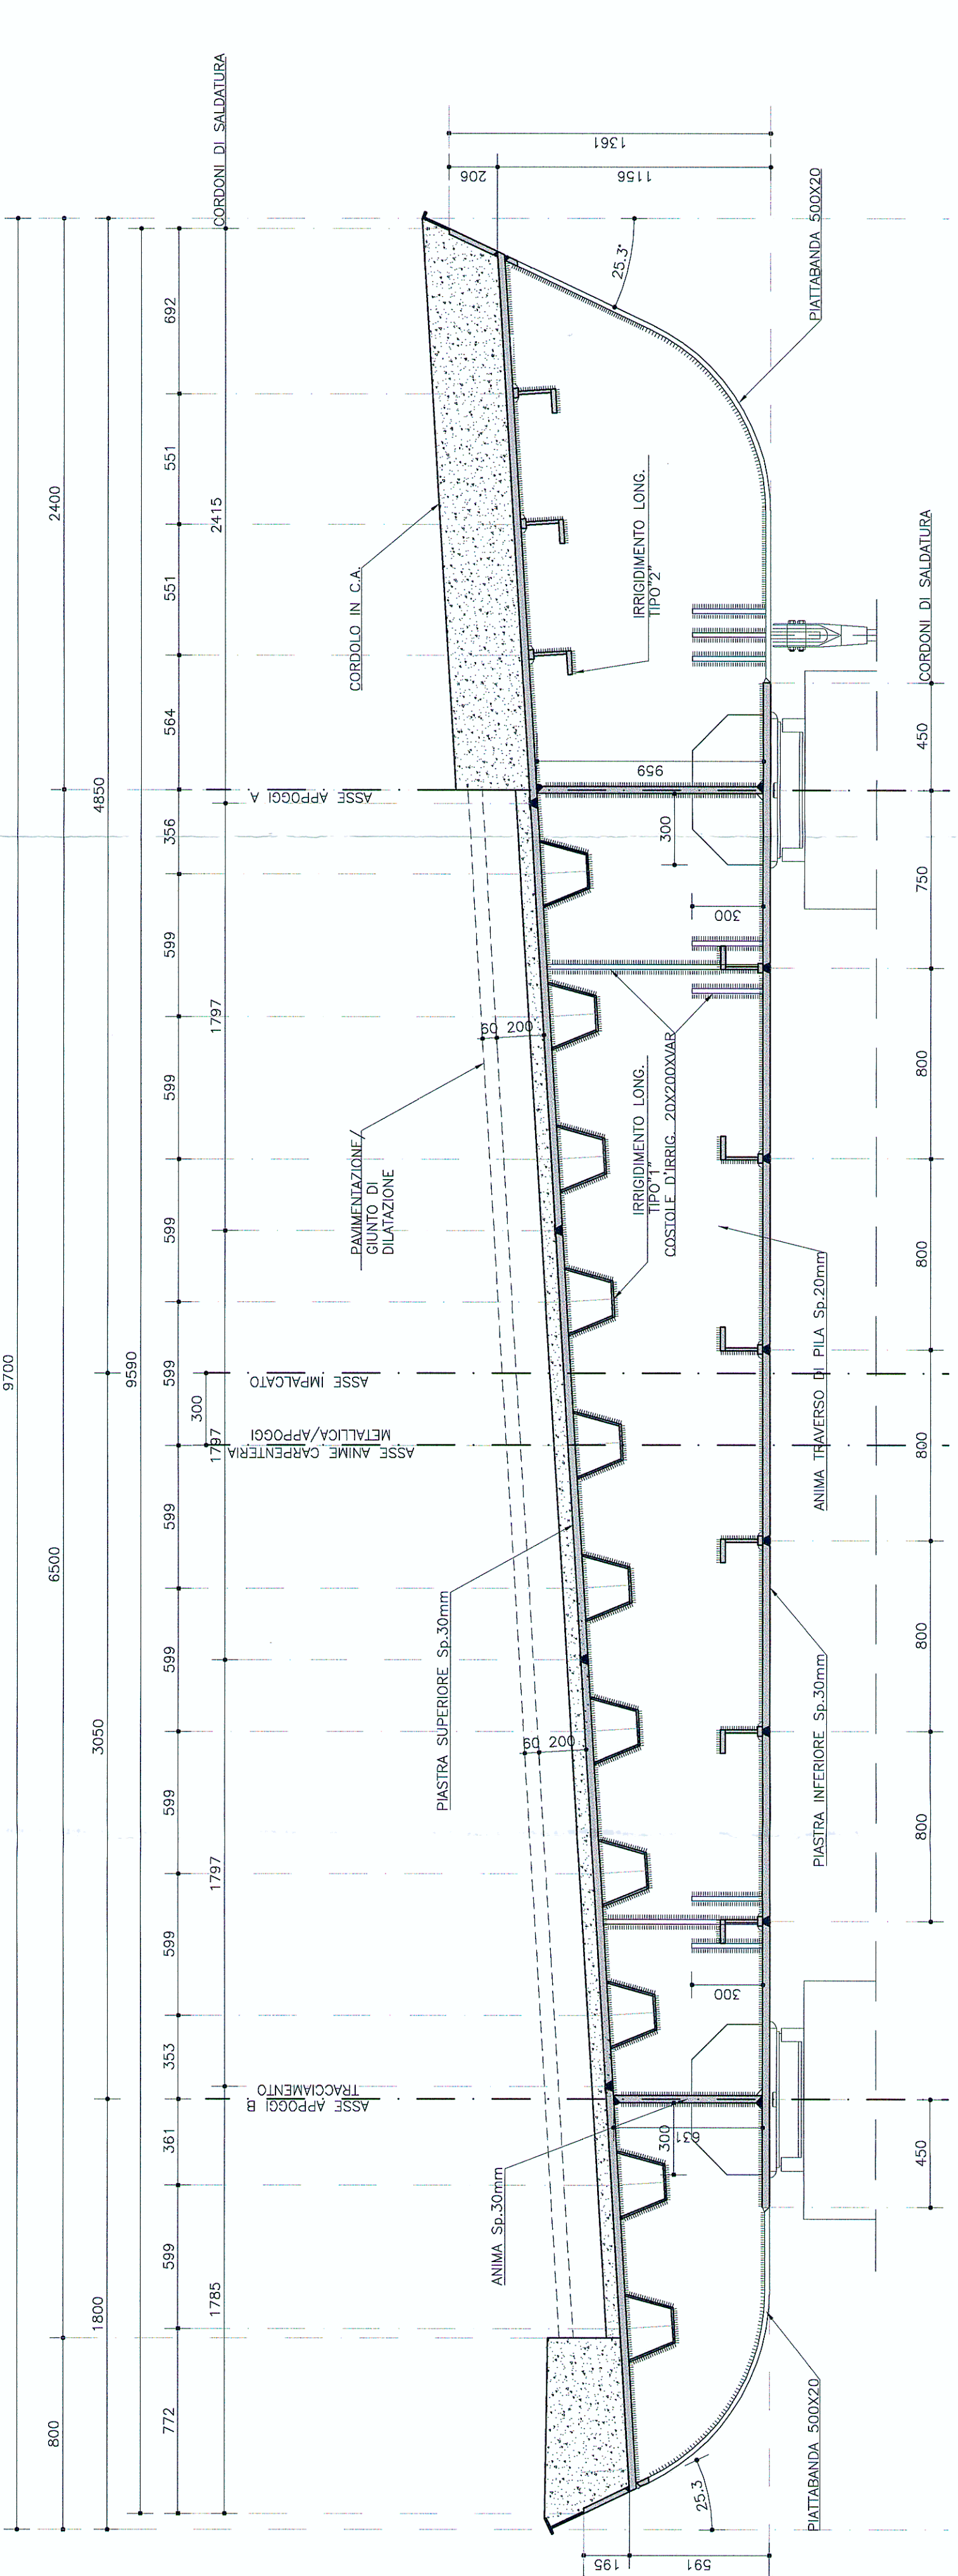 9700
2400
6500
800
4850
3050
1800
9590
692
551
551
564
356
599
599
599
599
599
599
599
599
353
361
599
772
300
CORDONI DI SALDATURA
2415
1797
1797
1797
1785
ASSE APPOGGI A
ASSE IMPALCATO
ASSE ANIME CARPENTERIA
METALLICA/APPOGGI
ASSE APPOGGI B
TRACCIAMENTO
CORDOLO IN C.A.
PAVIMENTAZIONE/
GIUNTO DI
DILATAZIONE
PIASTRA SUPERIORE Sp.30mm
ANIMA Sp.30mm
206
1361
1156
25.3°
PIATTABANDA 500X20
IRRIGIDIMENTO LONG.
TIPO"2"
959
300
300
60 200
IRRIGIDIMENTO LONG.
TIPO"1"
COSTOLE D'IRRIG. 20X200XVAR
ANIMA TRAVERSO DI PILA Sp.20mm
60 200
PIASTRA INFERIORE Sp.30mm
300
300
631
25.3
PIATTABANDA 500X20
195
591
CORDONI DI SALDATURA
450
750
800
800
800
800
800
450